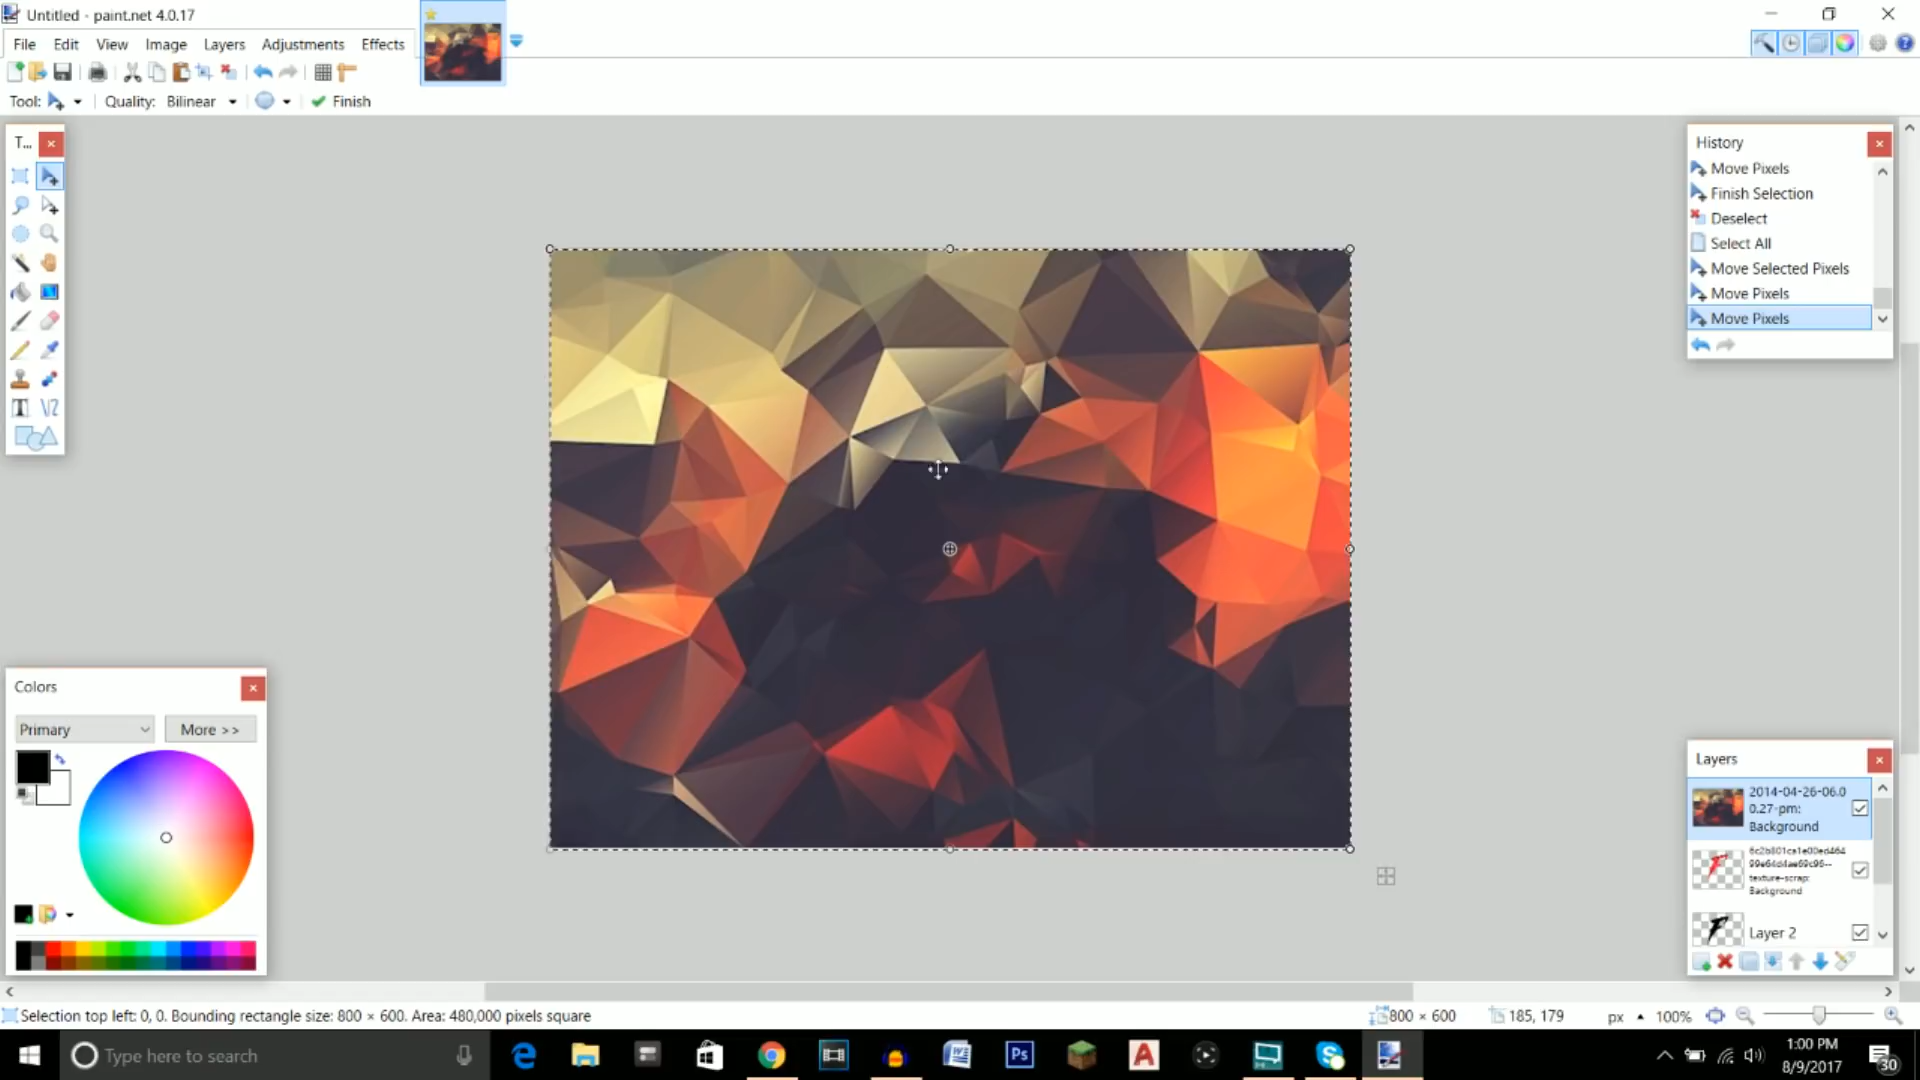 Untitled - paint.net 4.0.17
File Edit View Image Layers Adjustments Effects
Tool: Quality: Bilinear Finish
T...
History
Move Pixels
Finish Selection
Deselect
Select All
Move Selected Pixels
Move Pixels
Move Pixels
Colors
Primary
More >>
Layers
2014-04-26-06.0
0.27-pm:
Background
texture-scrap:
Background
Layer 2
Selection top left: 0, 0. Bounding rectangle size: 800 × 600. Area: 480,000 pixels square
800 × 600
185, 179
px
100%
Type here to search
Ps
1:00 PM
8/9/2017
30